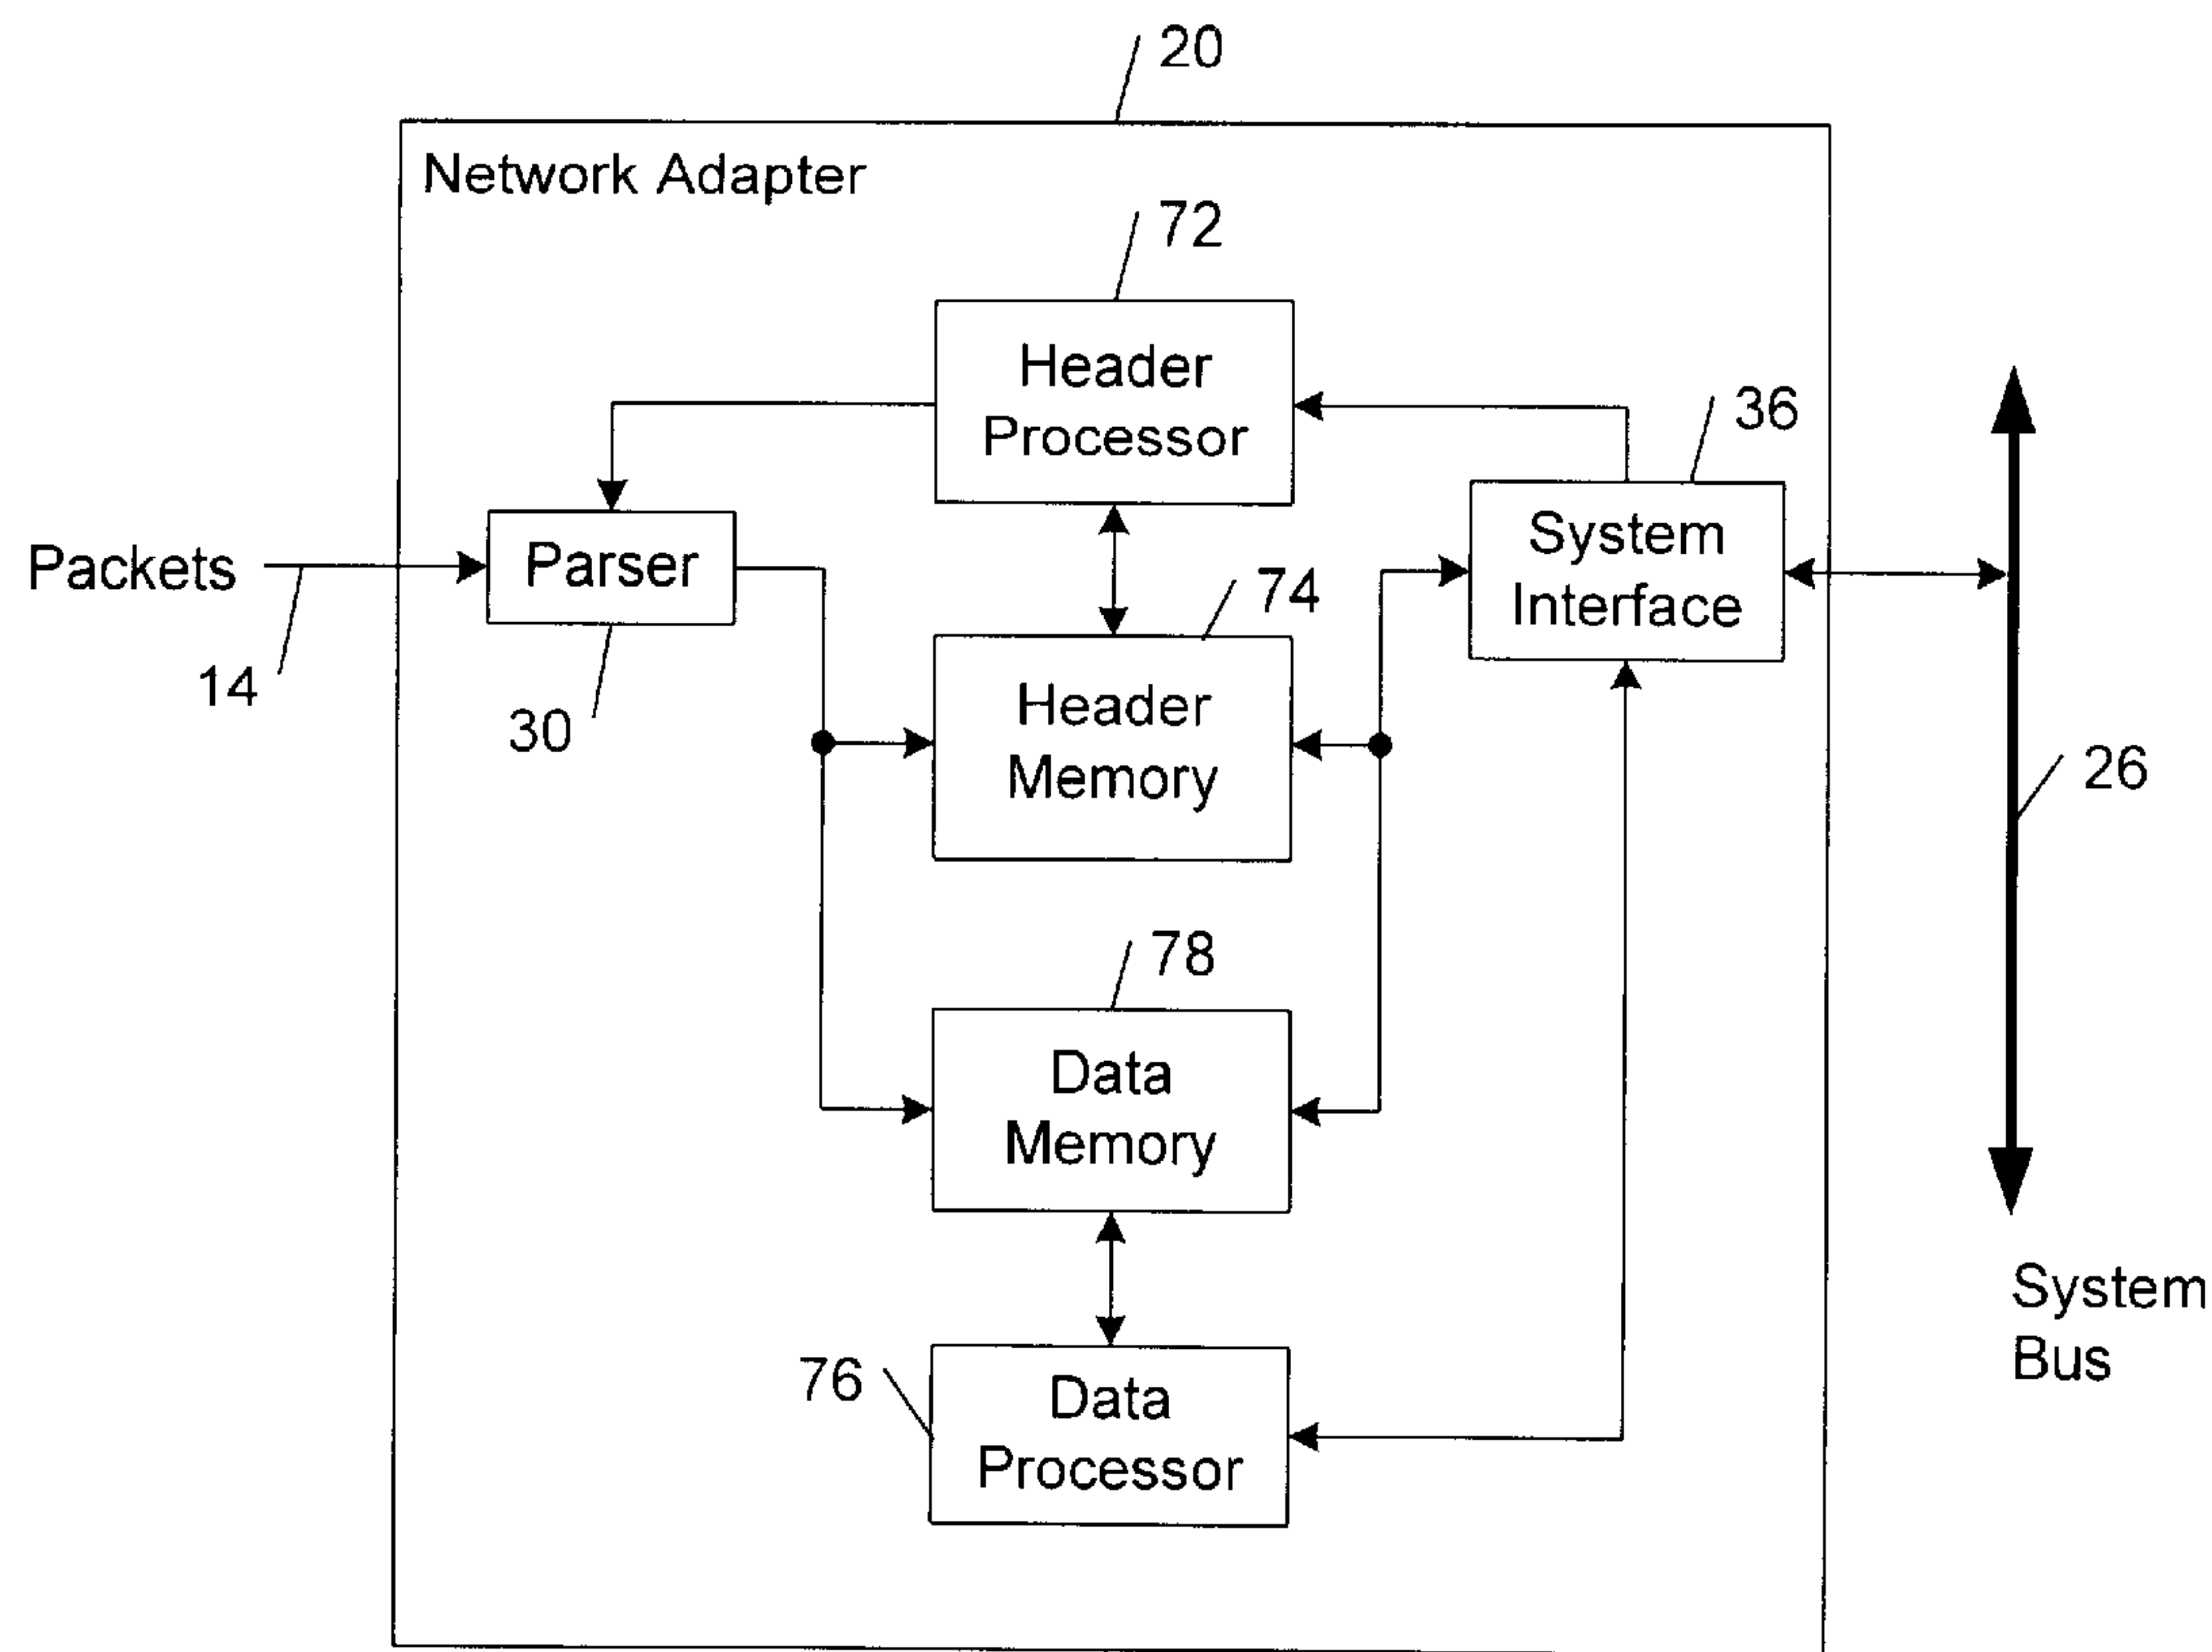 20
Network Adapter
72
Header
Processor
36
System
Interface
Packets
Parser
14
30
74
Header
Memory
26
78
Data
Memory
System
Bus
76
Data
Processor